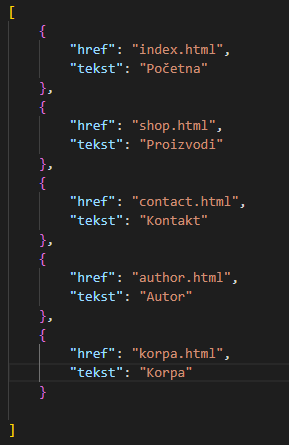 [
{
"href": "index.html",
"tekst": "Početna"
},
{
"href": "shop.html",
"tekst": "Proizvodi"
},
{
"href": "contact.html",
"tekst": "Kontakt"
},
{
"href": "author.html",
"tekst": "Autor"
},
{
"href": "korpa.html",
"tekst": "Korpa"
}
]